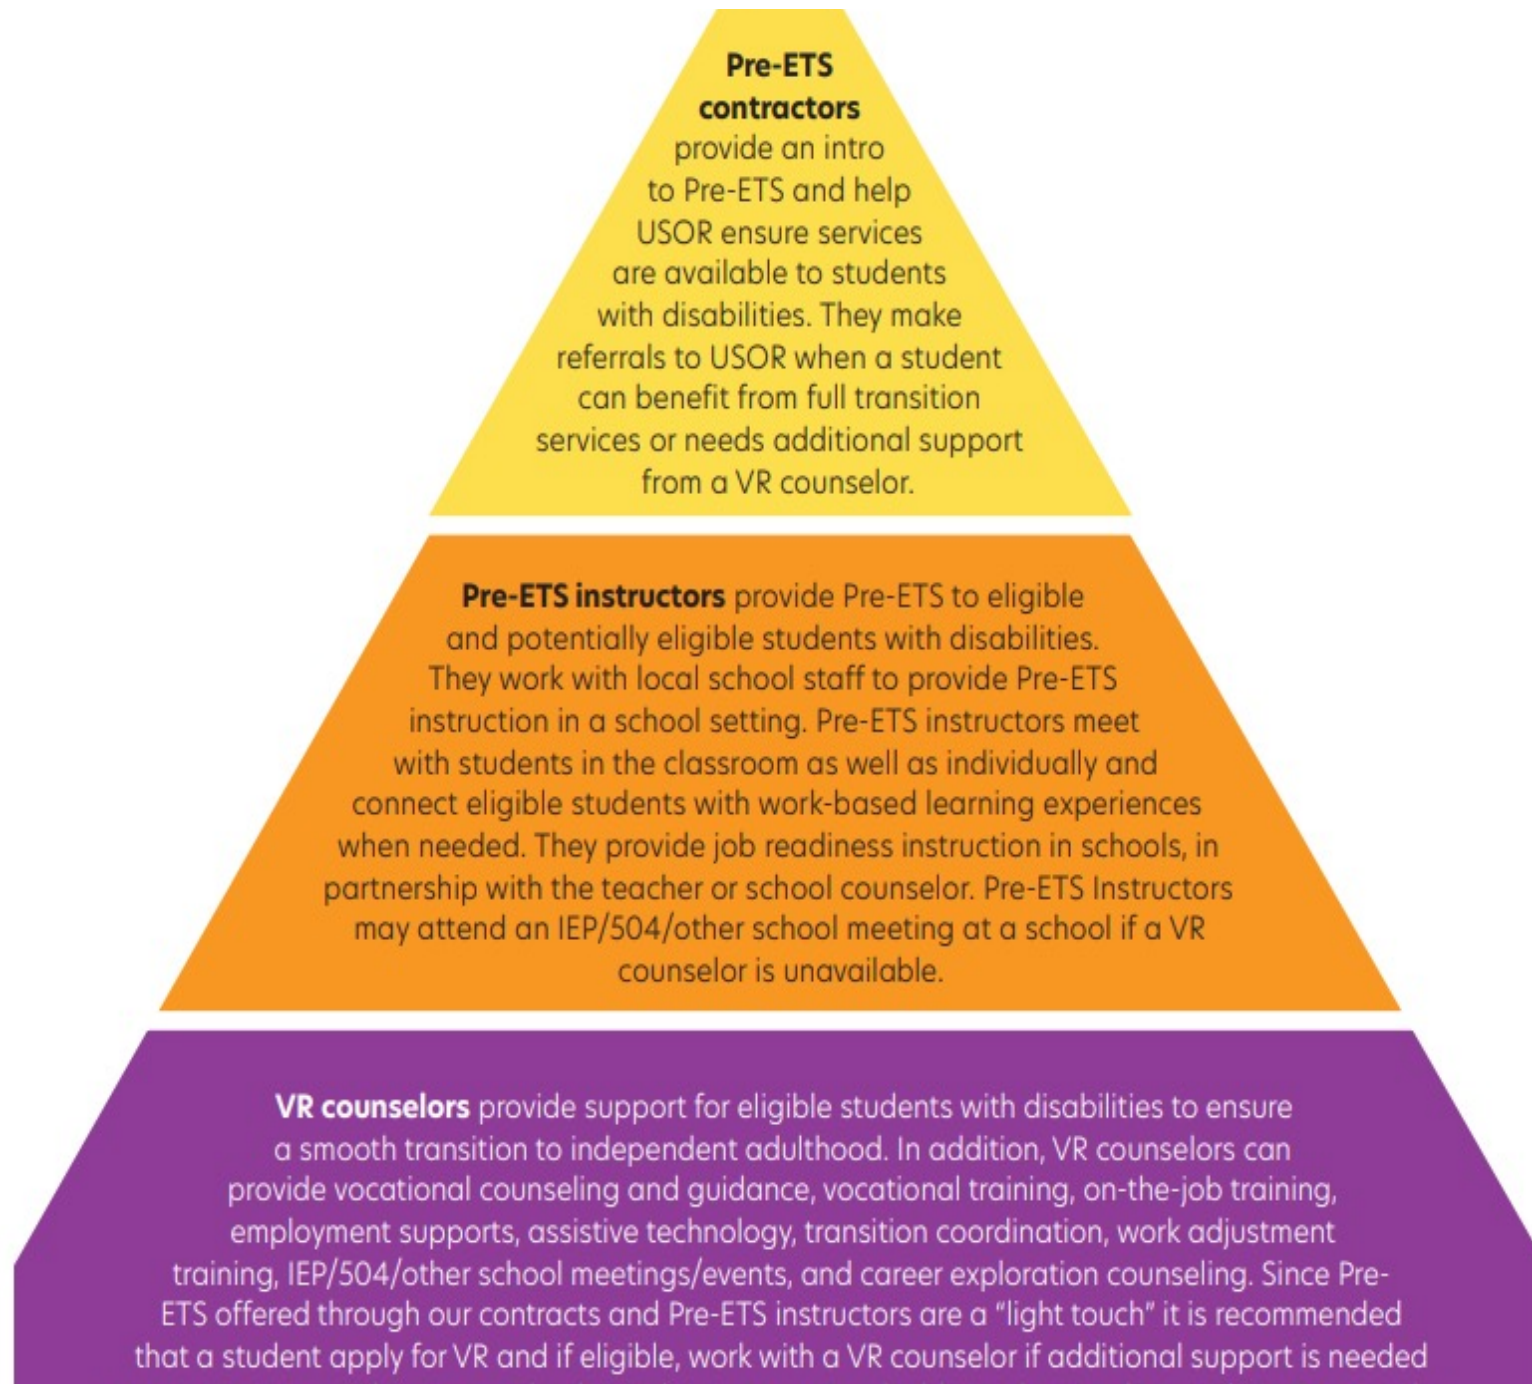 Pre-ETS
contractors
provide an intro
to Pre-ETS and help
USOR ensure services
are available to students
with disabilities. They make
referrals to USOR when a student
can benefit from full transition
services or needs additional support
from a VR counselor.
Pre-ETS instructors provide Pre-ETS to eligible
and potentially eligible students with disabilities.
They work with local school staff to provide Pre-ETS
instruction in a school setting. Pre-ETS instructors meet
with students in the classroom as well as individually and
connect eligible students with work-based learning experiences
when needed. They provide job readiness instruction in schools, in
partnership with the teacher or school counselor. Pre-ETS Instructors
may attend an IEP/504/other school meeting at a school if a VR
counselor is unavailable.
VR counselors provide support for eligible students with disabilities to ensure
a smooth transition to independent adulthood. In addition, VR counselors can
provide vocational counseling and guidance, vocational training, on-the-job training,
employment supports, assistive technology, transition coordination, work adjustment
training, IEP/504/other school meetings/events, and career exploration counseling. Since Pre-
ETS offered through our contracts and Pre-ETS instructors are a “light touch” it is recommended
that a student apply for VR and if eligible, work with a VR counselor if additional support is needed